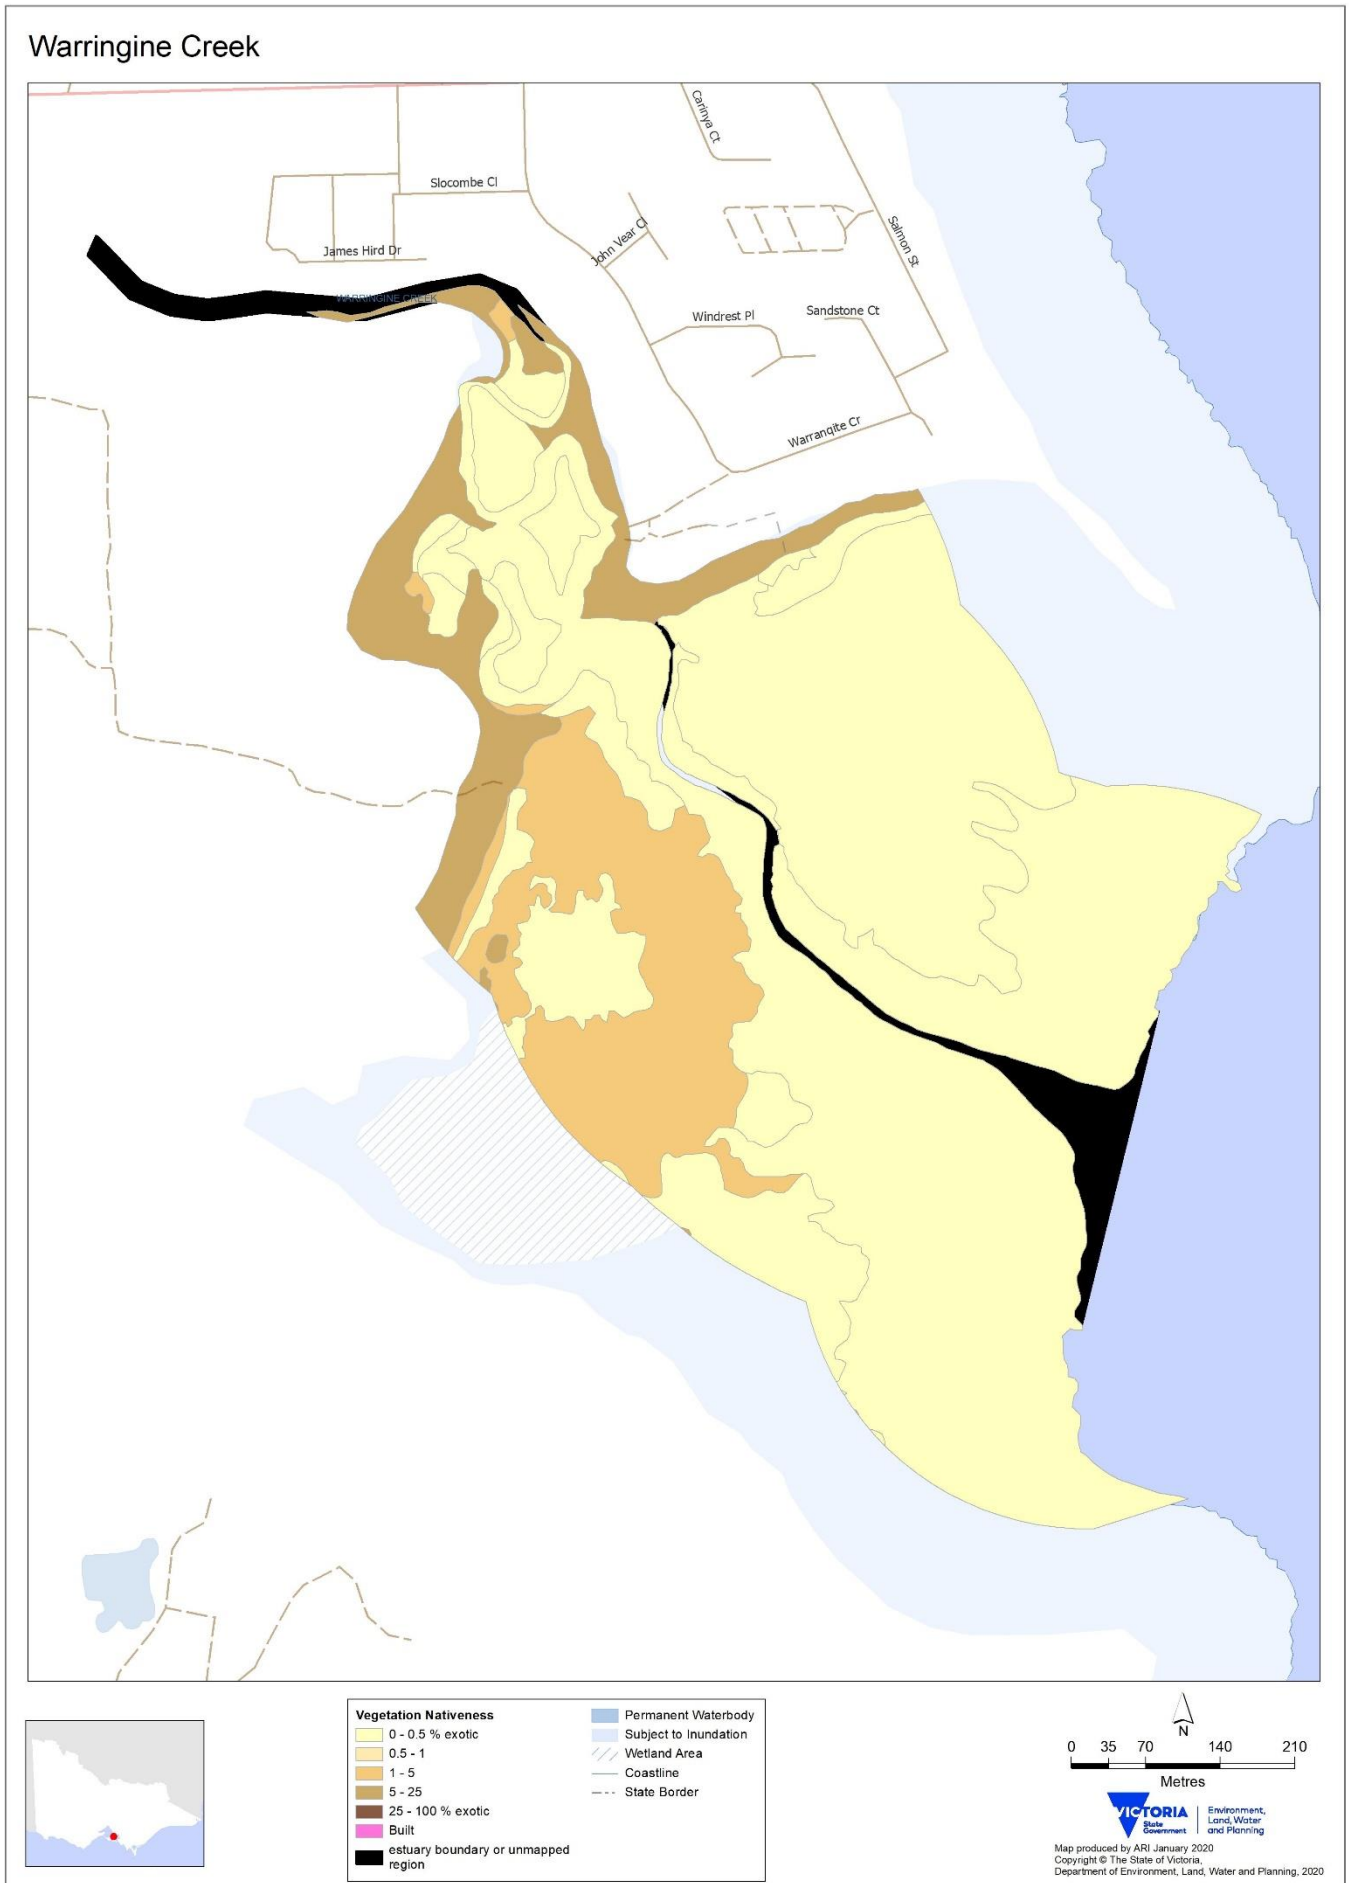 Warringine Creek
Carinya Ct
Slocombe Cl
Salmon St
John Vear Cl
James Hird Dr
WARRINGINE CREEK
Windrest Pl
Sandstone Ct
Warranqite Cr
Vegetation Nativeness
0 - 0.5 % exotic
0.5 - 1
1 - 5
5 - 25
25 - 100 % exotic
Built
estuary boundary or unmapped
region
Permanent Waterbody
Subject to Inundation
Wetland Area
Coastline
State Border
N
0 35 70 140 210
Metres
VICTORIA
State
Government
Environment,
Land, Water
and Planning
Map produced by ARI January 2020
Copyright © The State of Victoria,
Department of Environment, Land, Water and Planning, 2020